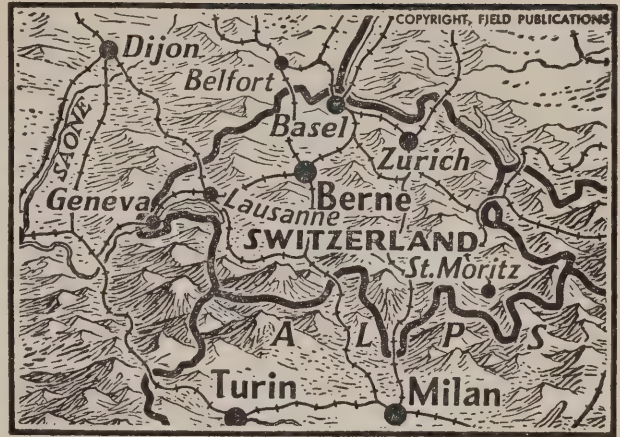 COPYRIGHT, FIELD PUBLICATIONS
Dijon
Belfort
SAONE
Basel
Zurich
Geneva
Lausanne
Berne
SWITZERLAND
St. Moritz
A L P S
Turin
Milan